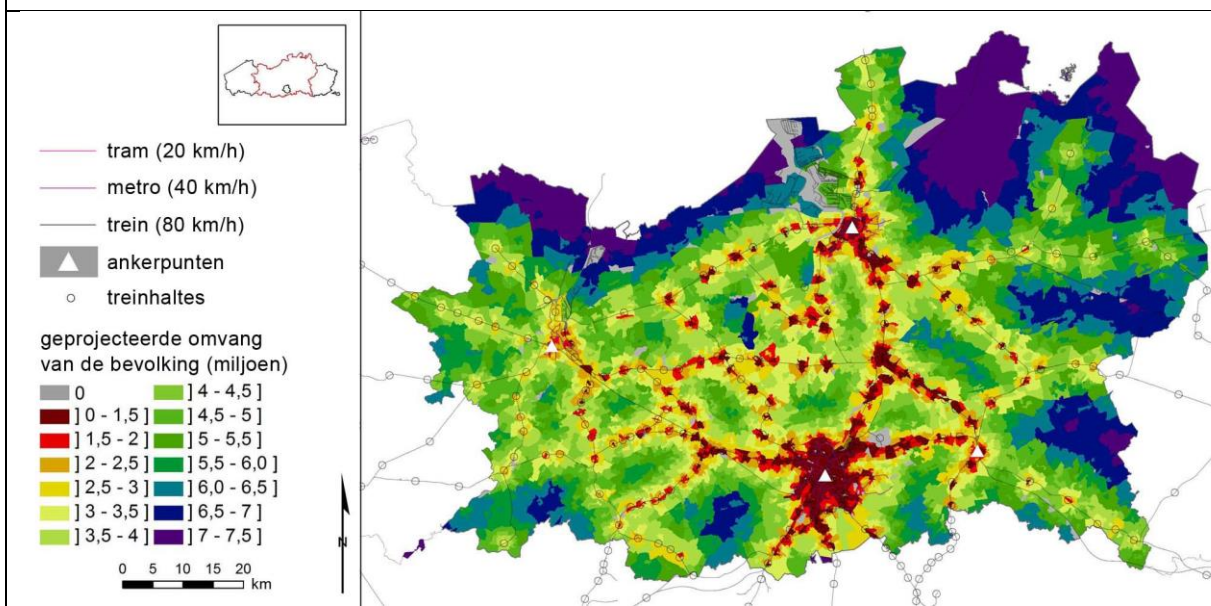 tram (20 km/h)
metro (40 km/h)
trein (80 km/h)
ankerpunten
treinhaltes
geprojecteerde omvang
van de bevolking (miljoen)
0
] 0 - 1,5 ]
] 1,5 - 2 ]
] 2 - 2,5 ]
] 2,5 - 3 ]
] 3 - 3,5 ]
] 3,5 - 4 ]
] 4 - 4,5 ]
] 4,5 - 5 ]
] 5 - 5,5 ]
] 5,5 - 6,0 ]
] 6,0 - 6,5 ]
] 6,5 - 7 ]
] 7 - 7,5 ]
0 5 10 15 20
km
N